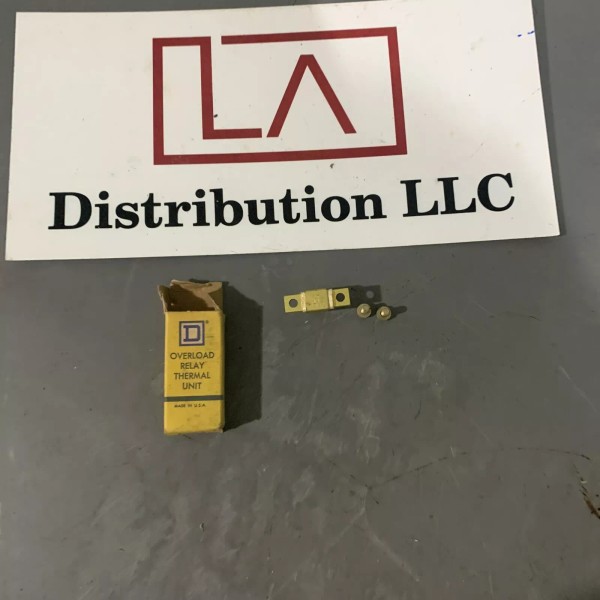 LA
Distribution LLC
D
OVERLOAD
RELAY
THERMAL
UNIT
MADE IN U.S.A.